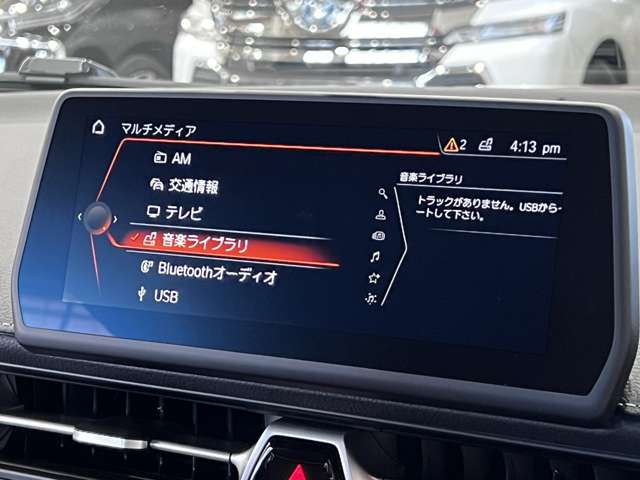 マルチメディア
2
4:13 pm
AM
交通情報
テレビ
音楽ライブラリ
Bluetoothオーディオ
USB
音楽ライブラリ
トラックがありません。USBから
ートして下さい。